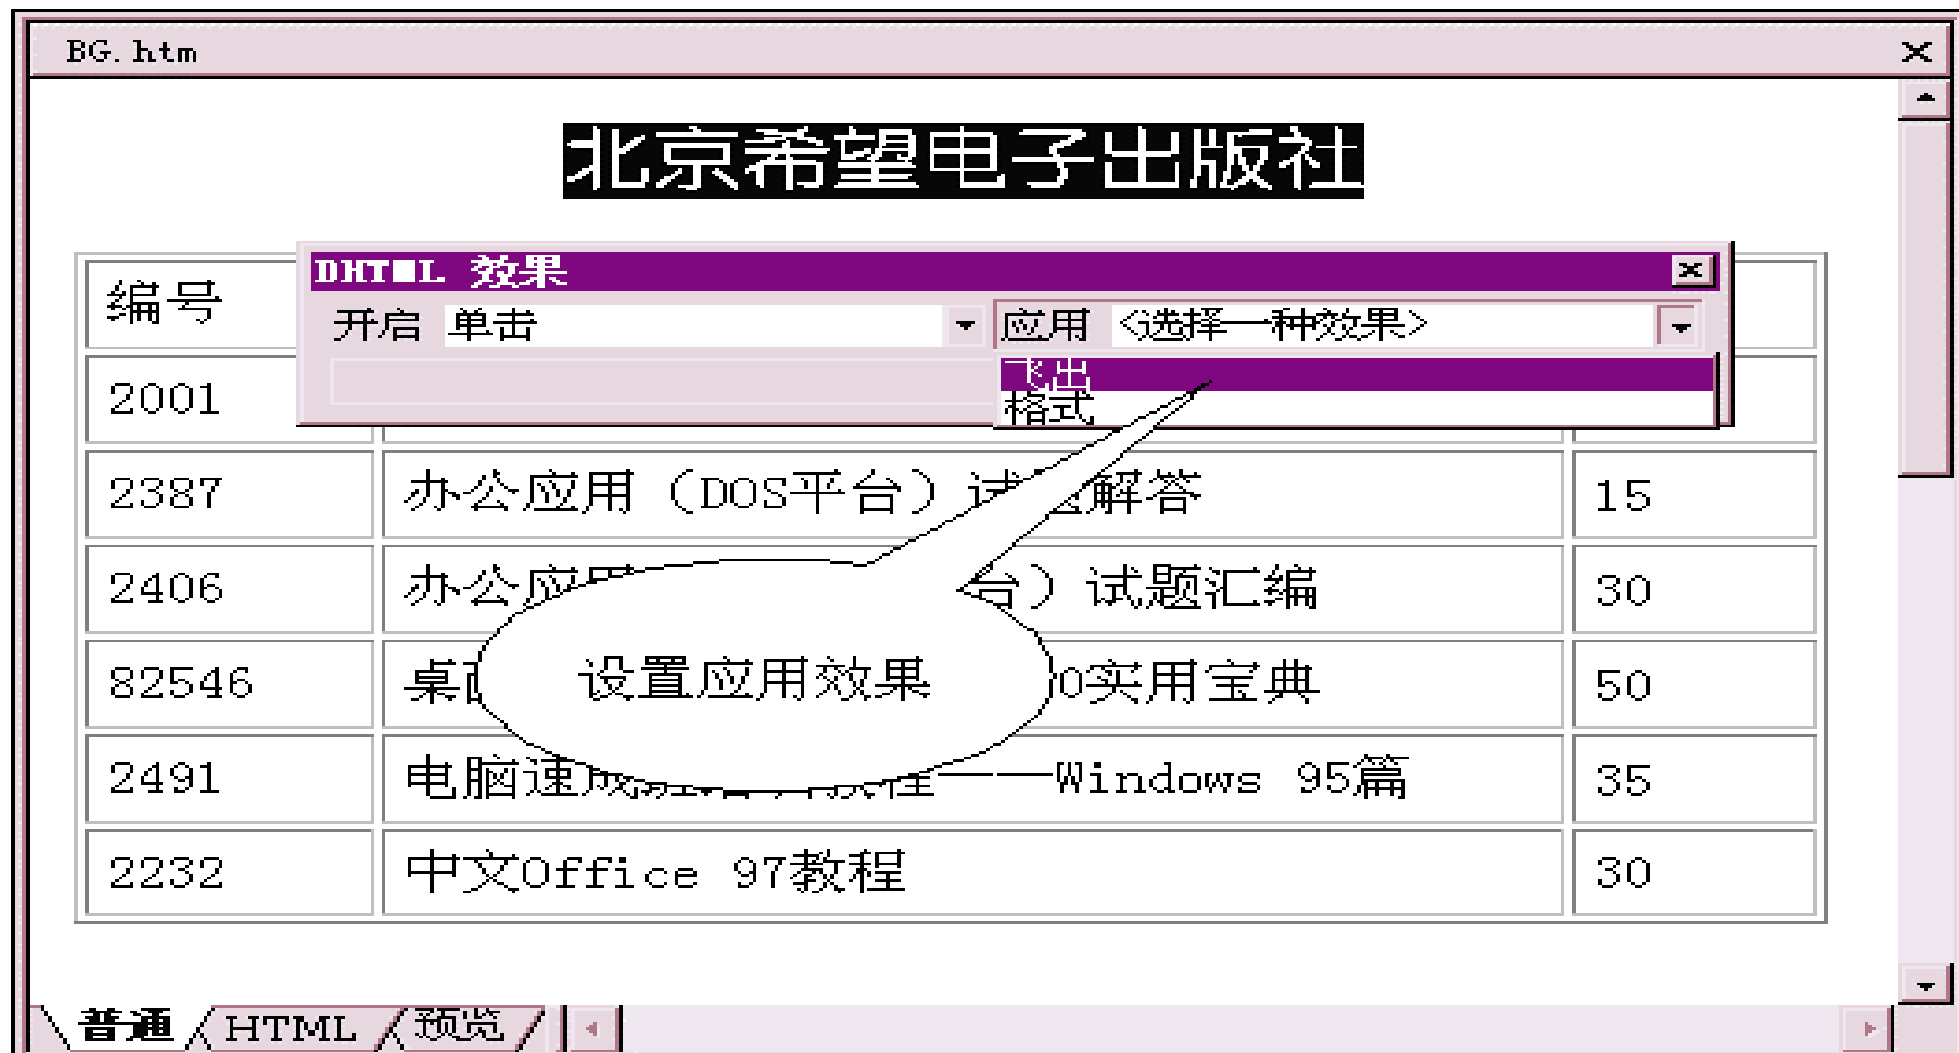 BG.htm
北京希望电子出版社
DHTML 效果
开启 单击 应用 <选择一种效果>
飞出
格式
编号
2001
2387 办公应用（DOS平台）试题解答 15
2406 办公应用 台）试题汇编 30
82546 桌面 0实用宝典 50
设置应用效果
2491 电脑速成 ——Windows 95篇 35
2232 中文Office 97教程 30
普通 HTML 预览